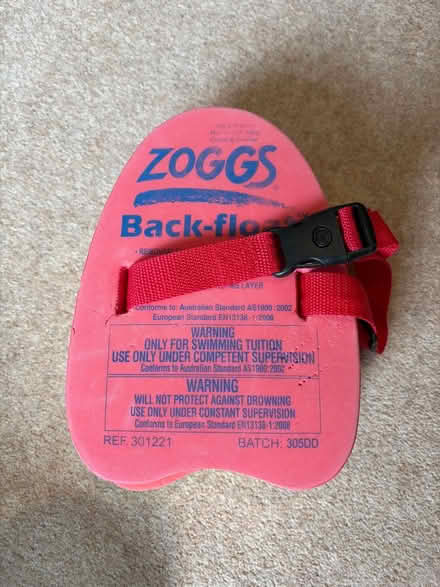 ZOGGS
Back-float
LAYER
Conforms to: Australian Standard AS1900:2002
European Standard EN13138-1:2008
WARNING
ONLY FOR SWIMMING TUITION
USE ONLY UNDER COMPETENT SUPERVISION
Conforms to Australian Standard AS1900:2002
WARNING
WILL NOT PROTECT AGAINST DROWNING
USE ONLY UNDER CONSTANT SUPERVISION
Conforms to European Standard EN13138-1:2008
REF. 301221 BATCH: 305DD